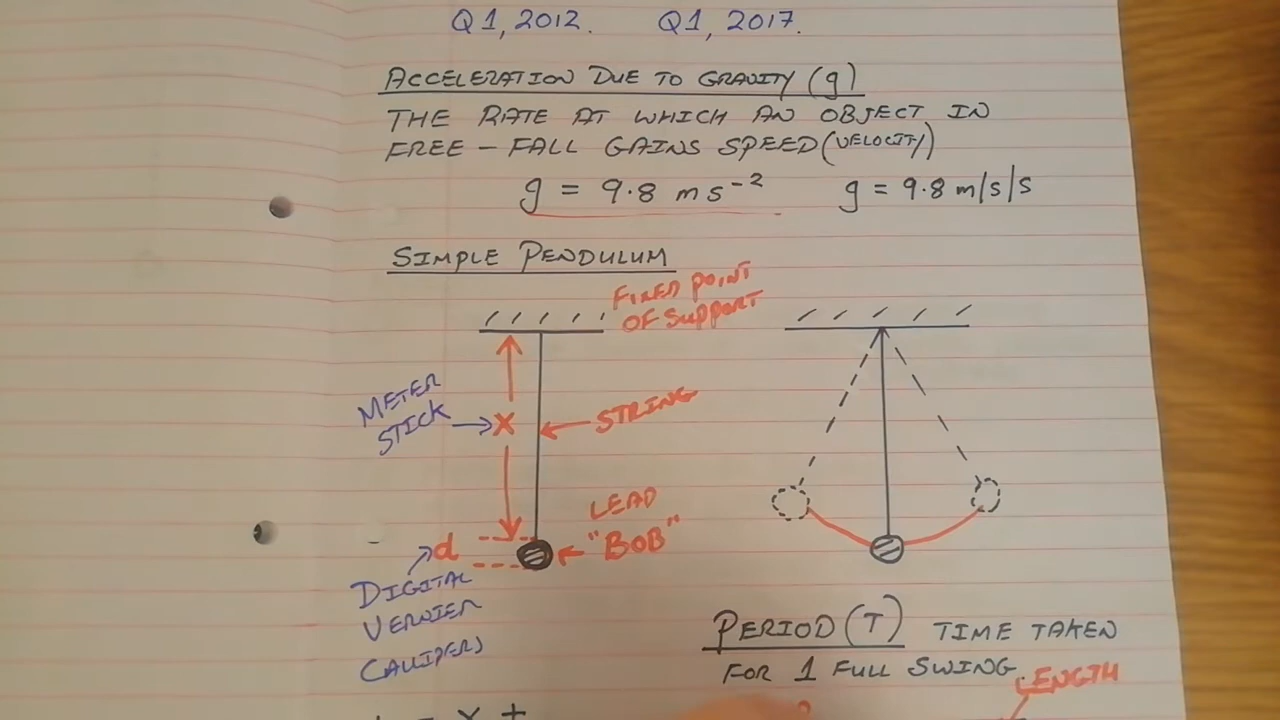 Q1, 2012. Q1, 2017.
ACCELERATION DUE TO GRAVITY (g)
THE RATE AT WHICH AN OBJECT IN
FREE-FALL GAINS SPEED (VELOCITY)
g = 9.8 ms⁻² g = 9.8 m/s/s
SIMPLE PENDULUM
FIXED POINT
OF SUPPORT
METER
STICK
X
STRING
LEAD
"BOB"
d
DIGITAL
VERNIER
CALLIPERS
PERIOD (T) TIME TAKEN
FOR 1 FULL SWING.
LENGTH